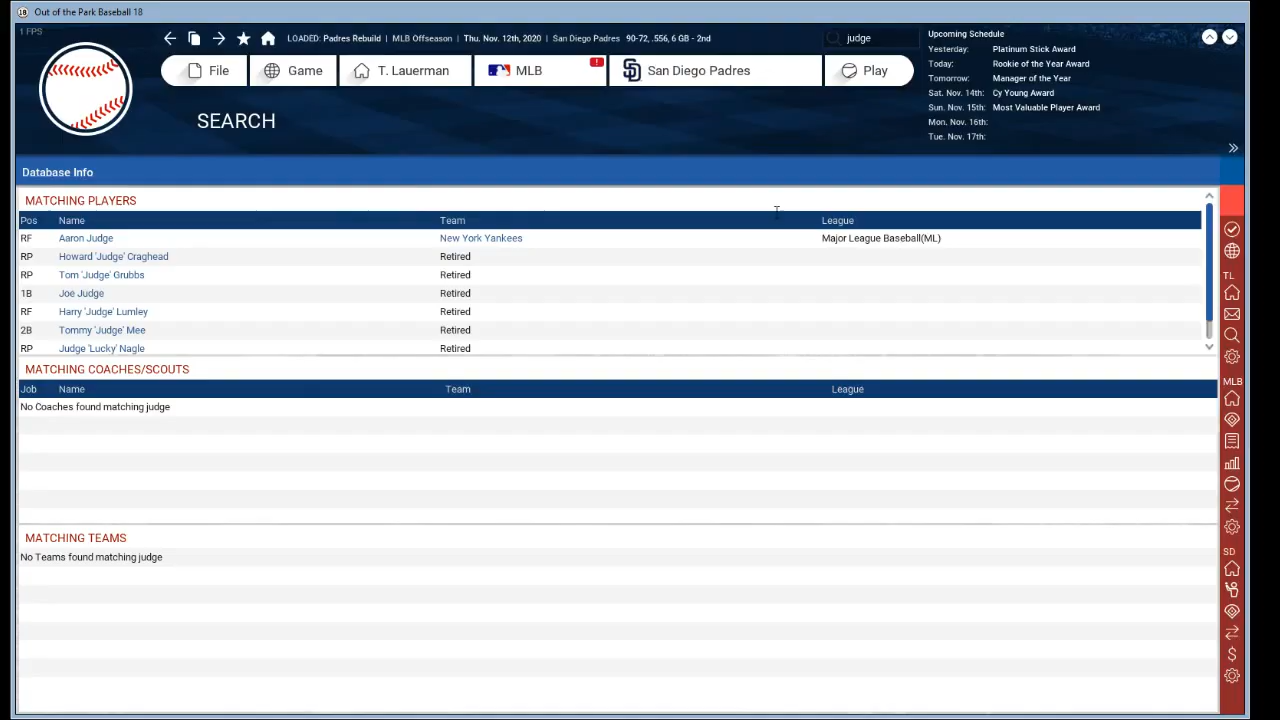 Out of the Park Baseball 18
1 FPS
LOADED: Padres Rebuild | MLB Offseason | Thu. Nov. 12th, 2020 | San Diego Padres 90-72, .556, 6 GB - 2nd
judge
File
Game
T. Lauerman
MLB
San Diego Padres
Play
Upcoming Schedule
Yesterday: Platinum Stick Award
Today: Rookie of the Year Award
Tomorrow: Manager of the Year
Sat. Nov. 14th: Cy Young Award
Sun. Nov. 15th: Most Valuable Player Award
Mon. Nov. 16th:
Tue. Nov. 17th:
SEARCH
Database Info
MATCHING PLAYERS
Pos Name Team League
RF Aaron Judge New York Yankees Major League Baseball(ML)
RP Howard 'Judge' Craghead Retired
RP Tom 'Judge' Grubbs Retired
1B Joe Judge Retired
RF Harry 'Judge' Lumley Retired
2B Tommy 'Judge' Mee Retired
RP Judge 'Lucky' Nagle Retired
MATCHING COACHES/SCOUTS
Job Name Team League
No Coaches found matching judge
MATCHING TEAMS
No Teams found matching judge
TL
MLB
SD